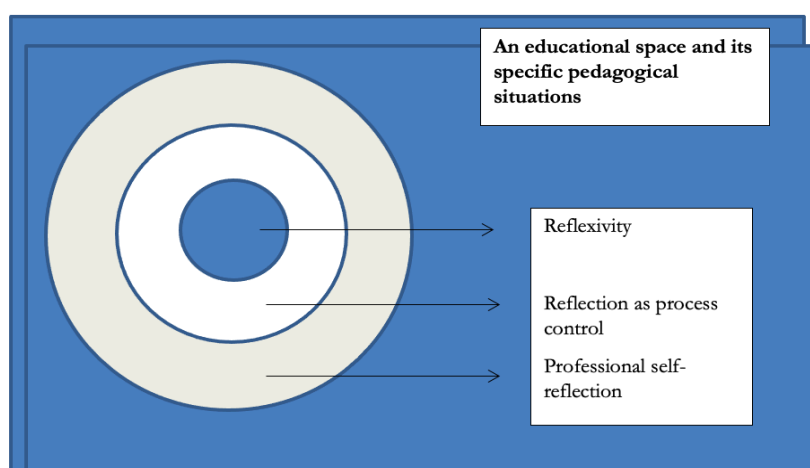 An educational space and its
specific pedagogical
situations
Reflexivity
Reflection as process
control
Professional self-
reflection